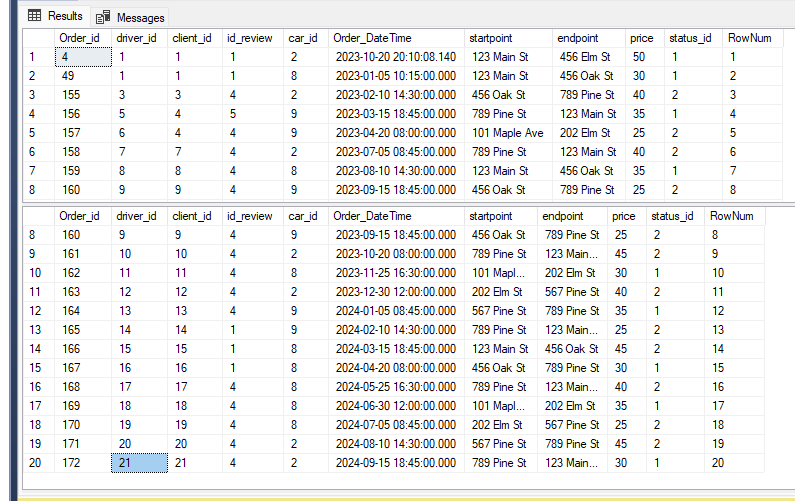 Results Messages
Order_id driver_id client_id id_review car_id Order_DateTime startpoint endpoint price status_id RowNum
1 4 1 1 1 2 2023-10-20 20:10:08.140 123 Main St 456 Elm St 50 1 1
2 49 1 1 1 8 2023-01-05 10:15:00.000 123 Main St 456 Oak St 30 1 2
3 155 3 3 4 2 2023-02-10 14:30:00.000 456 Oak St 789 Pine St 40 2 3
4 156 5 4 5 9 2023-03-15 18:45:00.000 789 Pine St 123 Main St 35 1 4
5 157 6 4 4 9 2023-04-20 08:00:00.000 101 Maple Ave 202 Elm St 25 2 5
6 158 7 7 4 2 2023-07-05 08:45:00.000 789 Pine St 123 Main St 40 2 6
7 159 8 8 4 9 2023-08-10 14:30:00.000 123 Main St 456 Oak St 35 1 7
8 160 9 9 4 9 2023-09-15 18:45:00.000 456 Oak St 789 Pine St 25 2 8
Order_id driver_id client_id id_review car_id Order_DateTime startpoint endpoint price status_id RowNum
8 160 9 9 4 9 2023-09-15 18:45:00.000 456 Oak St 789 Pine St 25 2 8
9 161 10 10 4 2 2023-10-20 08:00:00.000 789 Pine St 123 Main... 45 2 9
10 162 11 11 4 8 2023-11-25 16:30:00.000 101 Mapl... 202 Elm St 30 1 10
11 163 12 12 4 2 2023-12-30 12:00:00.000 202 Elm St 567 Pine St 40 2 11
12 164 13 13 4 9 2024-01-05 08:45:00.000 567 Pine St 789 Pine St 35 1 12
13 165 14 14 1 9 2024-02-10 14:30:00.000 789 Pine St 123 Main... 25 2 13
14 166 15 15 1 8 2024-03-15 18:45:00.000 123 Main St 456 Oak St 45 2 14
15 167 16 16 1 8 2024-04-20 08:00:00.000 456 Oak St 789 Pine St 30 1 15
16 168 17 17 4 8 2024-05-25 16:30:00.000 789 Pine St 123 Main... 40 2 16
17 169 18 18 4 8 2024-06-30 12:00:00.000 101 Mapl... 202 Elm St 35 1 17
18 170 19 19 4 8 2024-07-05 08:45:00.000 202 Elm St 567 Pine St 25 2 18
19 171 20 20 4 2 2024-08-10 14:30:00.000 567 Pine St 789 Pine St 45 2 19
20 172 21 21 4 2 2024-09-15 18:45:00.000 789 Pine St 123 Main... 30 1 20